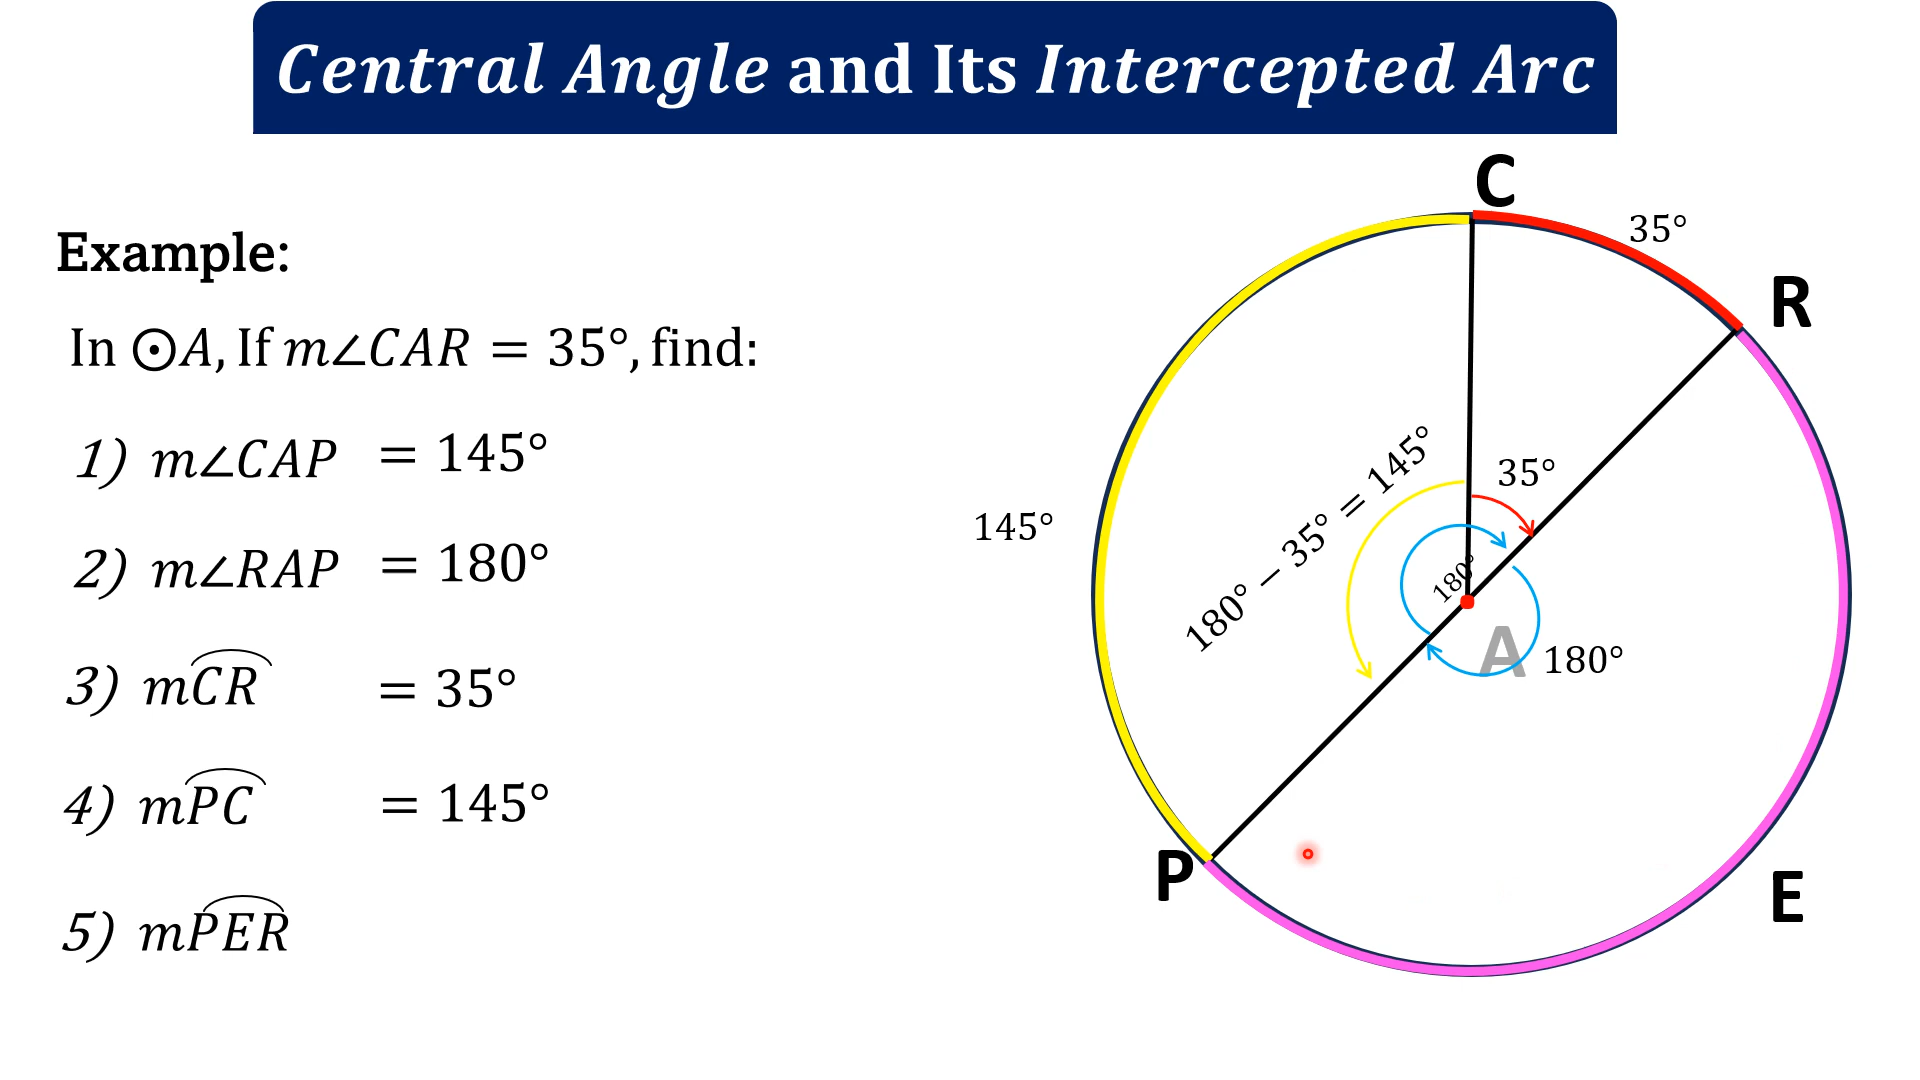 Central Angle and Its Intercepted Arc
Example:
In ⊙A, If m∠CAR = 35°, find:
1) m∠CAP = 145°
2) m∠RAP = 180°
3) mCR = 35°
4) mPC = 145°
5) mPER
C
35°
R
180° − 35° = 145°
35°
145°
180°
A
180°
P
E